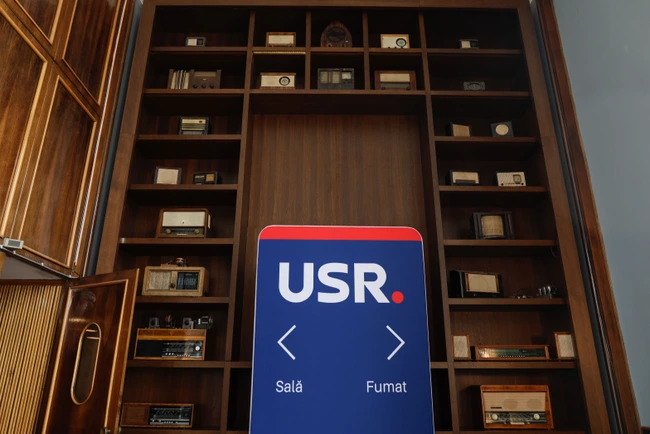 USR.
< >
Sală Fumat